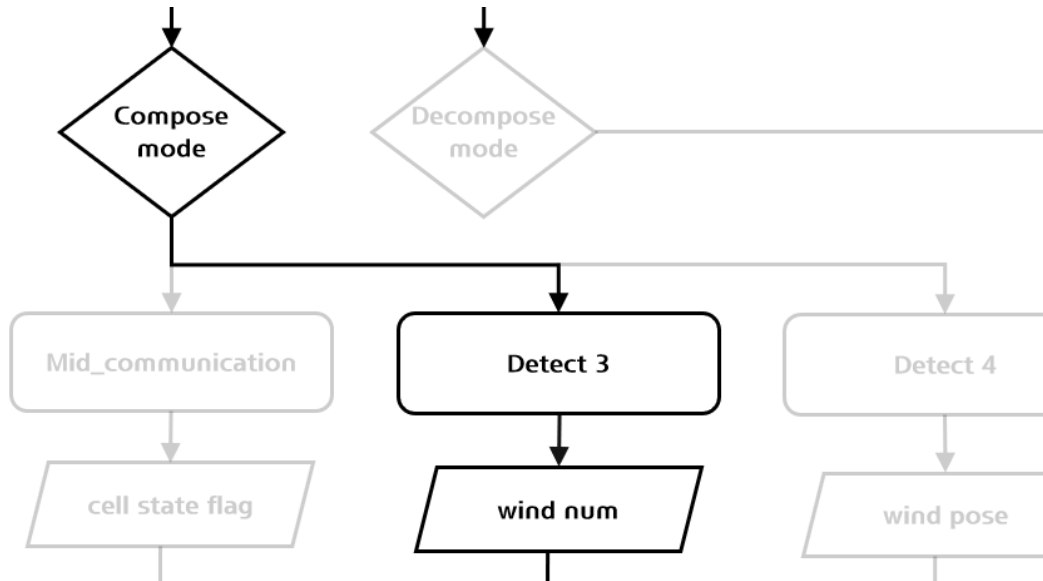 Compose
mode
Decompose
mode
Mid_communication
Detect 3
Detect 4
cell state flag
wind num
wind pose